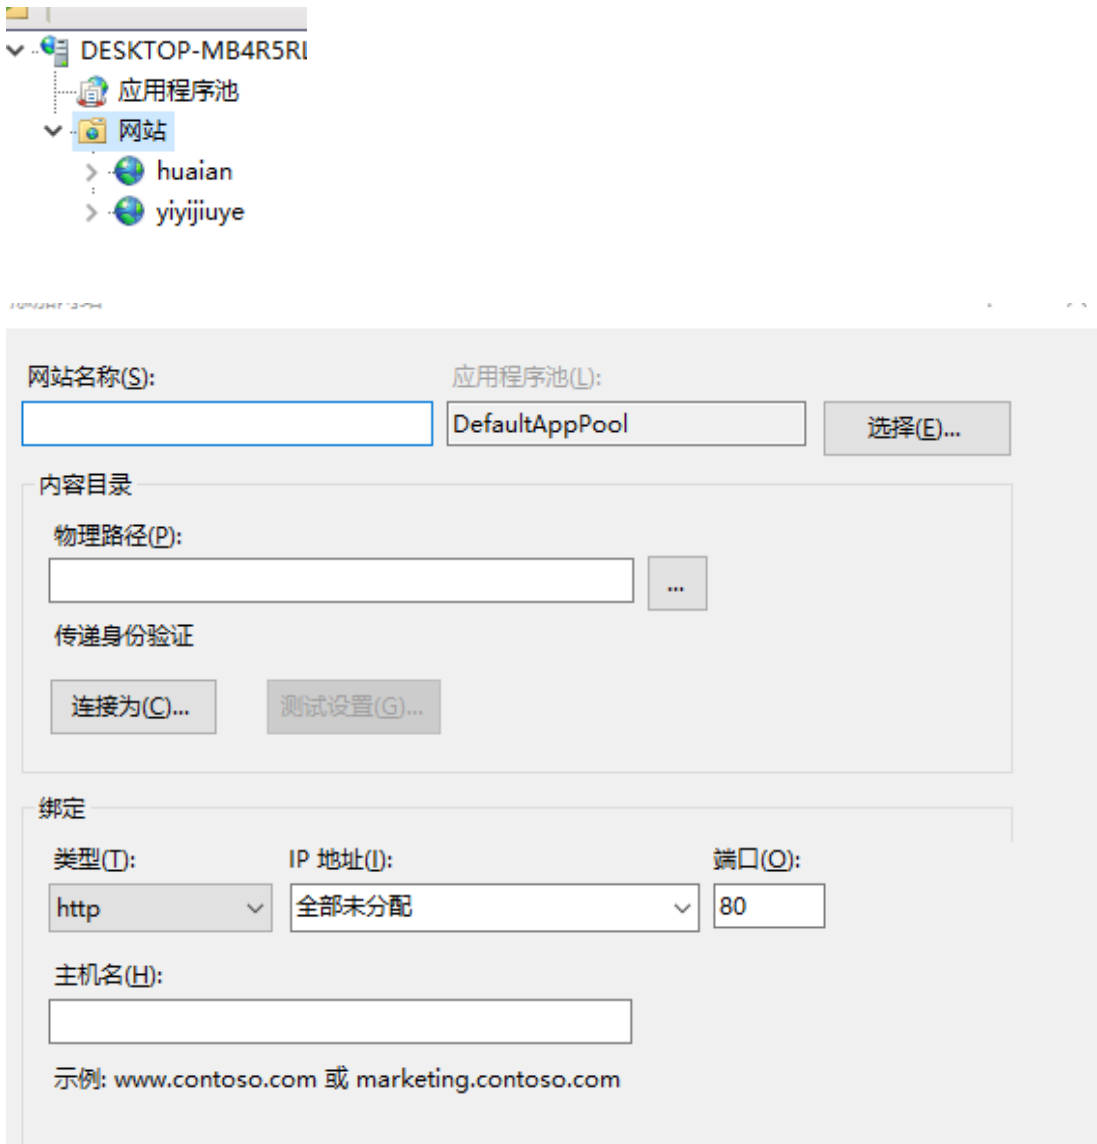 DESKTOP-MB4R5RL
应用程序池
网站
huaian
yiyijiuye
网站名称(S): 应用程序池(L):
DefaultAppPool 选择(E)...
内容目录
物理路径(P):
...
传递身份验证
连接为(C)... 测试设置(G)...
绑定
类型(T): IP 地址(I): 端口(O):
http 全部未分配 80
主机名(H):
示例: www.contoso.com 或 marketing.contoso.com